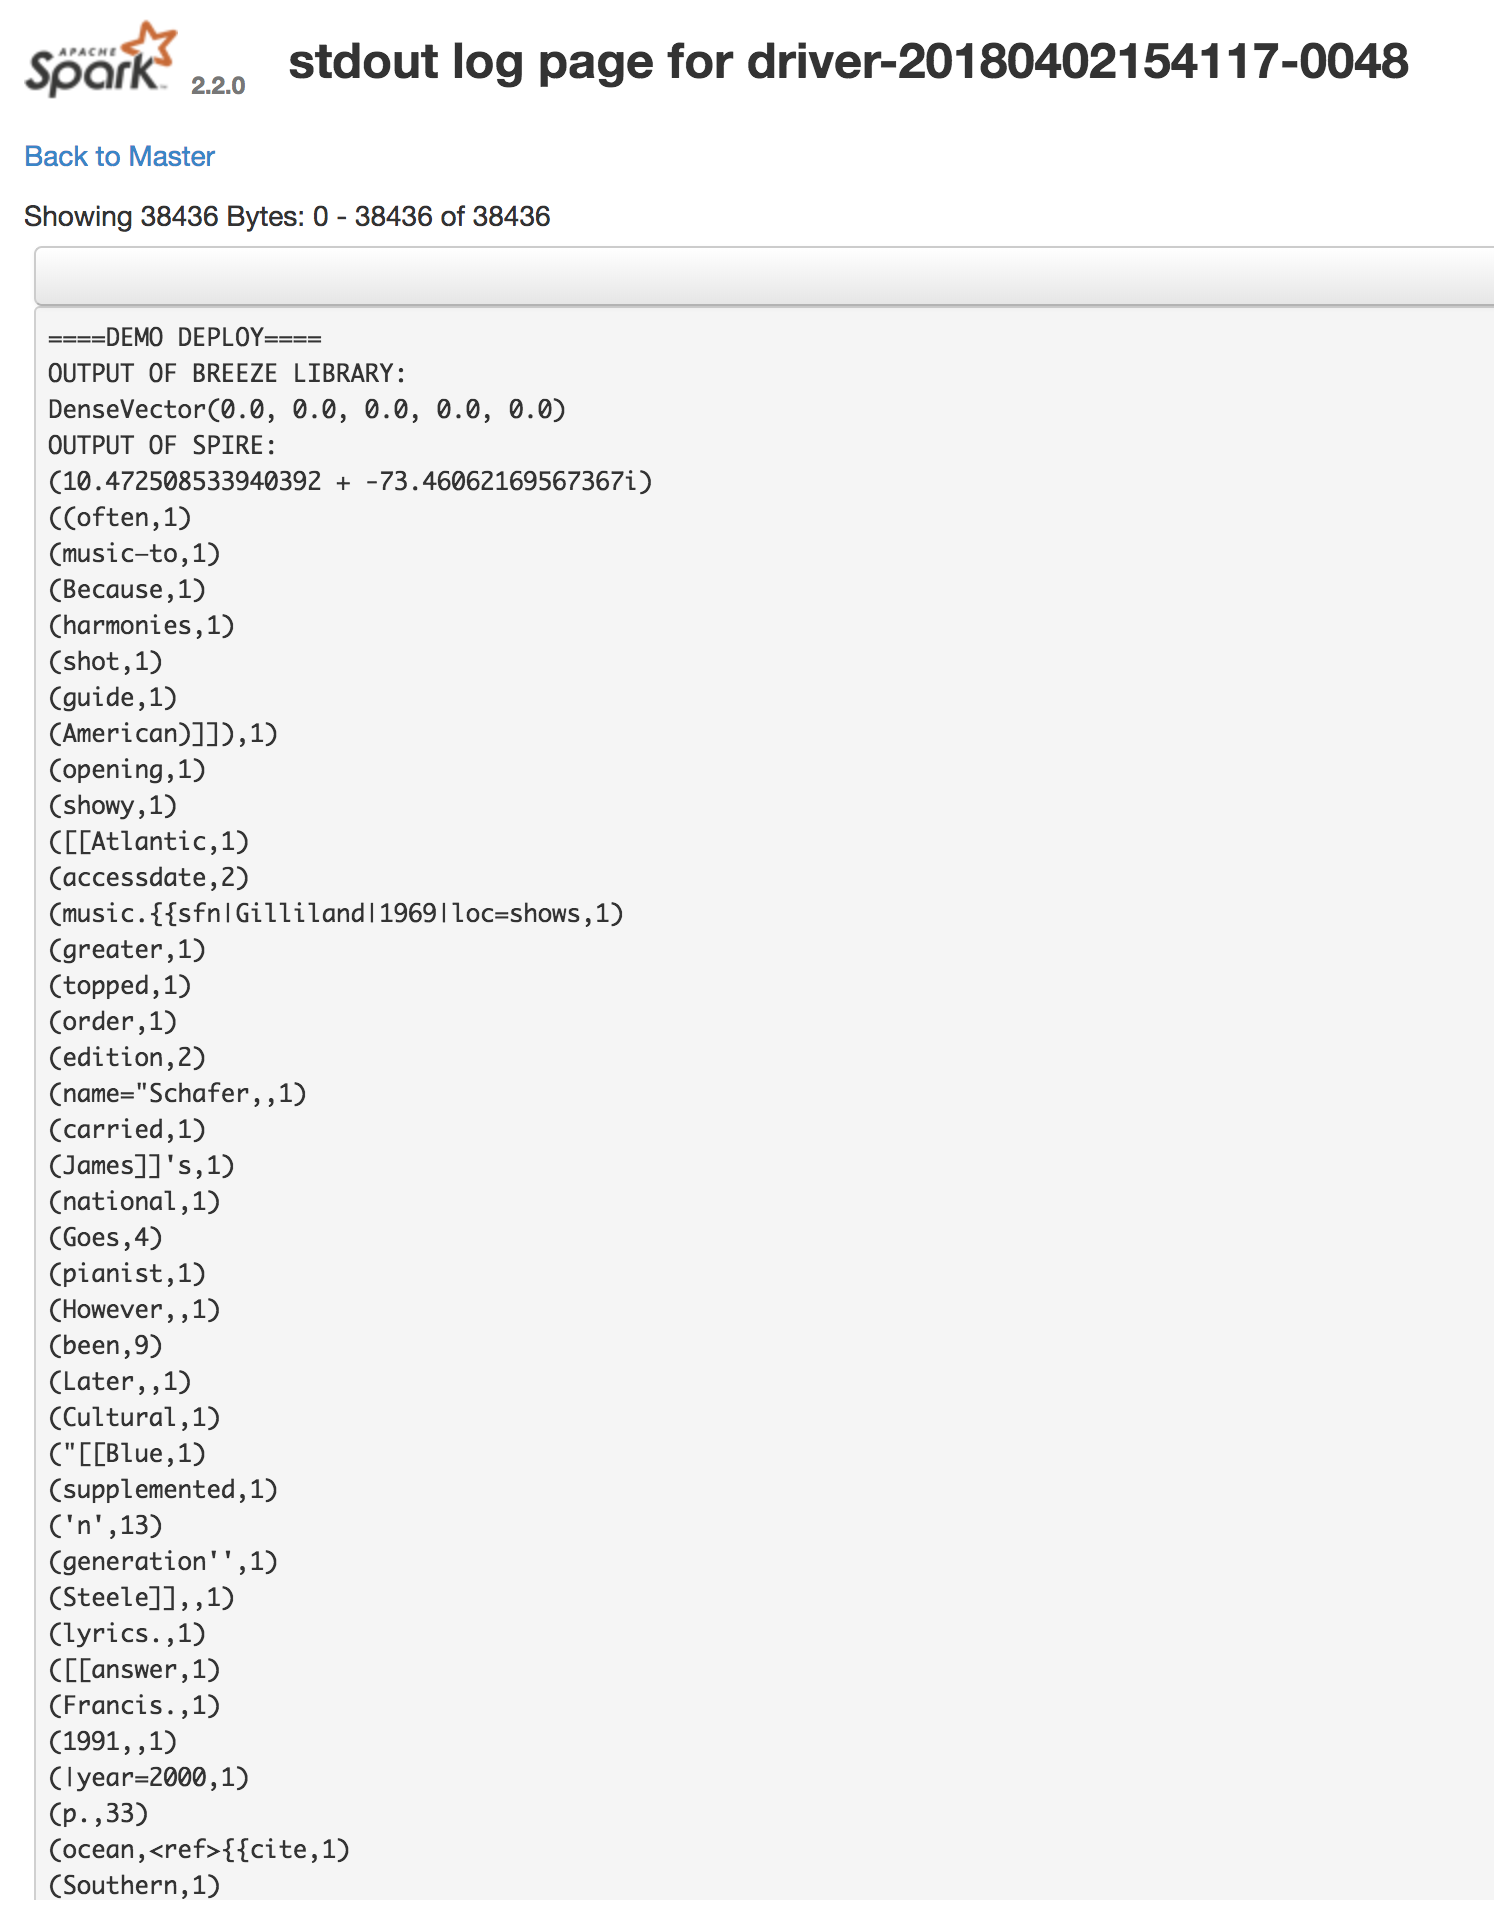 APACHE
Spark™ 2.2.0
stdout log page for driver-20180402154117-0048
Back to Master
Showing 38436 Bytes: 0 - 38436 of 38436
====DEMO DEPLOY====
OUTPUT OF BREEZE LIBRARY:
DenseVector(0.0, 0.0, 0.0, 0.0, 0.0)
OUTPUT OF SPIRE:
(10.472508533940392 + -73.46062169567367i)
((often,1)
(music—to,1)
(Because,1)
(harmonies,1)
(shot,1)
(guide,1)
(American)]]),1)
(opening,1)
(showy,1)
([[Atlantic,1)
(accessdate,2)
(music.{{sfn|Gilliland|1969|loc=shows,1)
(greater,1)
(topped,1)
(order,1)
(edition,2)
(name="Schafer,,1)
(carried,1)
(James]]'s,1)
(national,1)
(Goes,4)
(pianist,1)
(However,,1)
(been,9)
(Later,,1)
(Cultural,1)
("[[Blue,1)
(supplemented,1)
('n',13)
(generation'',1)
(Steele]],,1)
(lyrics.,1)
([[answer,1)
(Francis.,1)
(1991,,1)
(|year=2000,1)
(p.,33)
(ocean,<ref>{{cite,1)
(Southern,1)